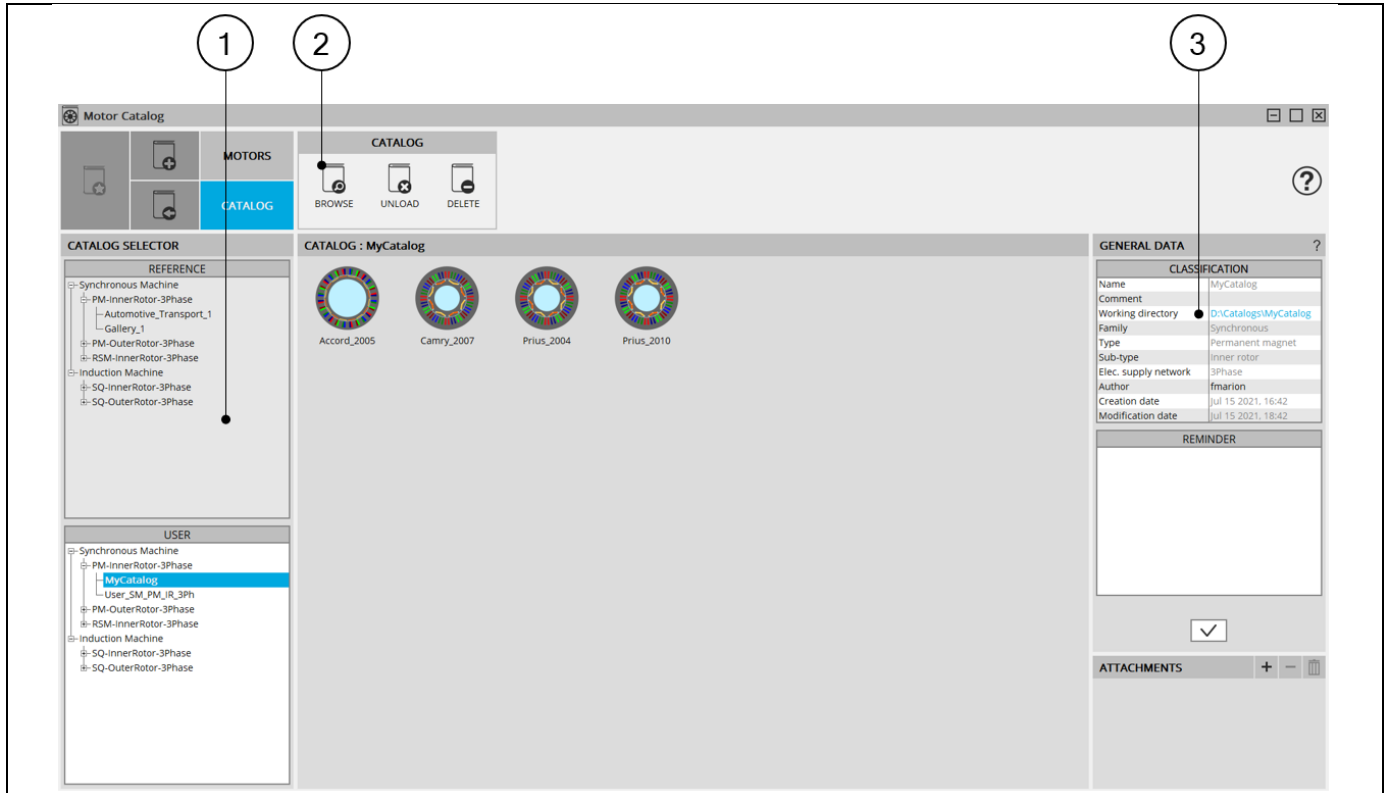 1
2
3
Motor Catalog
MOTORS
CATALOG
CATALOG
BROWSE
UNLOAD
DELETE
?
CATALOG SELECTOR
REFERENCE
Synchronous Machine
PM-InnerRotor-3Phase
Automotive_Transport_1
Gallery_1
PM-OuterRotor-3Phase
RSM-InnerRotor-3Phase
Induction Machine
SQ-InnerRotor-3Phase
SQ-OuterRotor-3Phase
USER
Synchronous Machine
PM-InnerRotor-3Phase
MyCatalog
User_SM_PM_IR_3Ph
PM-OuterRotor-3Phase
RSM-InnerRotor-3Phase
Induction Machine
SQ-InnerRotor-3Phase
SQ-OuterRotor-3Phase
CATALOG : MyCatalog
Accord_2005
Camry_2007
Prius_2004
Prius_2010
GENERAL DATA ?
CLASSIFICATION
Name MyCatalog
Comment
Working directory D:\Catalogs\MyCatalog
Family Synchronous
Type Permanent magnet
Sub-type Inner rotor
Elec. supply network 3Phase
Author fmarion
Creation date Jul 15 2021, 16:42
Modification date Jul 15 2021, 18:42
REMINDER
ATTACHMENTS